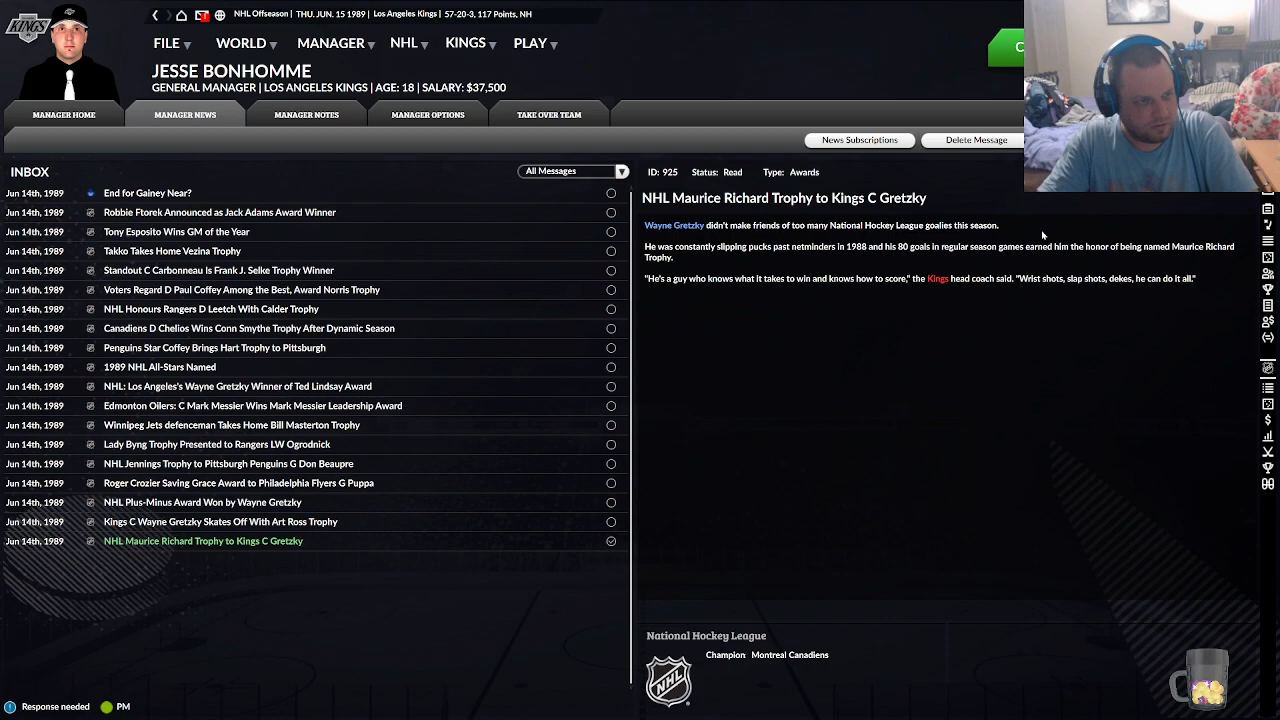 KINGS
NHL Offseason | THU. JUN. 15 1989 | Los Angeles Kings | 57-20-3, 117 Points, NH
FILE WORLD MANAGER NHL KINGS PLAY
C
JESSE BONHOMME
GENERAL MANAGER | LOS ANGELES KINGS | AGE: 18 | SALARY: $37,500
MANAGER HOME MANAGER NEWS MANAGER NOTES MANAGER OPTIONS TAKE OVER TEAM
News Subscriptions Delete Message
INBOX All Messages
Jun 14th, 1989 End for Gainey Near?
Jun 14th, 1989 Robbie Ftorek Announced as Jack Adams Award Winner
Jun 14th, 1989 Tony Esposito Wins GM of the Year
Jun 14th, 1989 Takko Takes Home Vezina Trophy
Jun 14th, 1989 Standout C Carbonneau Is Frank J. Selke Trophy Winner
Jun 14th, 1989 Voters Regard D Paul Coffey Among the Best, Award Norris Trophy
Jun 14th, 1989 NHL Honours Rangers D Leetch With Calder Trophy
Jun 14th, 1989 Canadiens D Chelios Wins Conn Smythe Trophy After Dynamic Season
Jun 14th, 1989 Penguins Star Coffey Brings Hart Trophy to Pittsburgh
Jun 14th, 1989 1989 NHL All-Stars Named
Jun 14th, 1989 NHL: Los Angeles's Wayne Gretzky Winner of Ted Lindsay Award
Jun 14th, 1989 Edmonton Oilers: C Mark Messier Wins Mark Messier Leadership Award
Jun 14th, 1989 Winnipeg Jets defenceman Takes Home Bill Masterton Trophy
Jun 14th, 1989 Lady Byng Trophy Presented to Rangers LW Ogrodnick
Jun 14th, 1989 NHL Jennings Trophy to Pittsburgh Penguins G Don Beaupre
Jun 14th, 1989 Roger Crozier Saving Grace Award to Philadelphia Flyers G Puppa
Jun 14th, 1989 NHL Plus-Minus Award Won by Wayne Gretzky
Jun 14th, 1989 Kings C Wayne Gretzky Skates Off With Art Ross Trophy
Jun 14th, 1989 NHL Maurice Richard Trophy to Kings C Gretzky
ID: 925 Status: Read Type: Awards
NHL Maurice Richard Trophy to Kings C Gretzky
Wayne Gretzky didn't make friends of too many National Hockey League goalies this season.
He was constantly slipping pucks past netminders in 1988 and his 80 goals in regular season games earned him the honor of being named Maurice Richard
Trophy.
"He's a guy who knows what it takes to win and knows how to score," the Kings head coach said. "Wrist shots, slap shots, dekes, he can do it all."
National Hockey League
Champion: Montreal Canadiens
NHL
Response needed PM